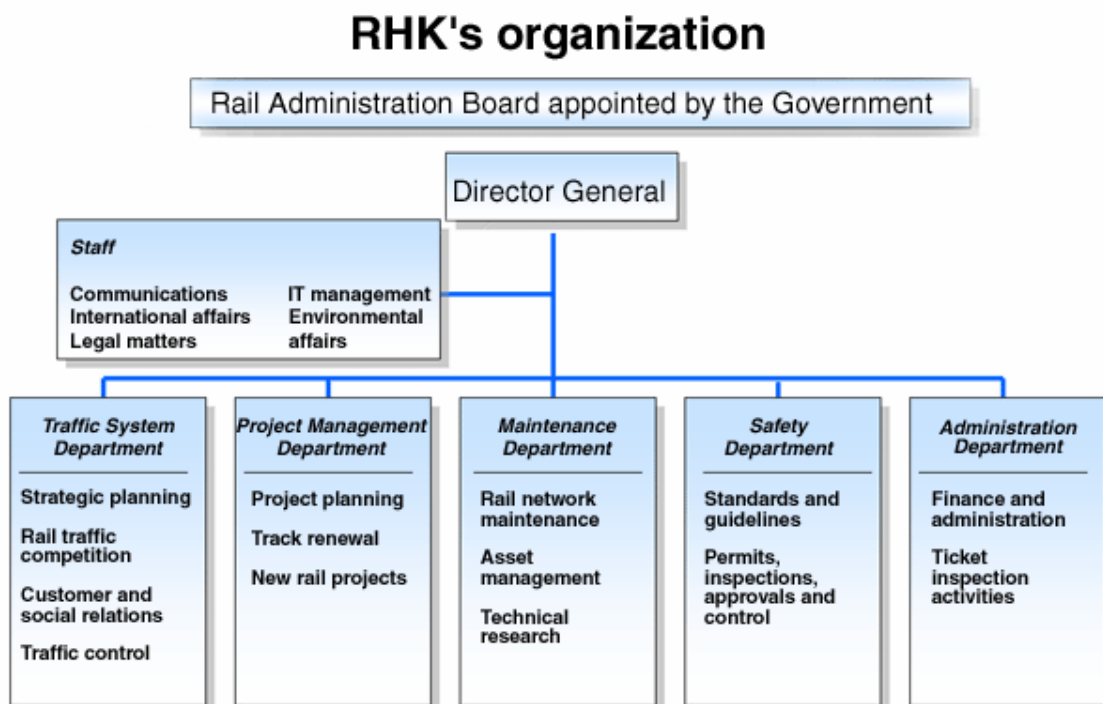 RHK's organization
Rail Administration Board appointed by the Government
Director General
Staff
Communications
International affairs
Legal matters
IT management
Environmental
affairs
Traffic System
Department
Strategic planning
Rail traffic
competition
Customer and
social relations
Traffic control
Project Management
Department
Project planning
Track renewal
New rail projects
Maintenance
Department
Rail network
maintenance
Asset
management
Technical
research
Safety
Department
Standards and
guidelines
Permits,
inspections,
approvals and
control
Administration
Department
Finance and
administration
Ticket
inspection
activities